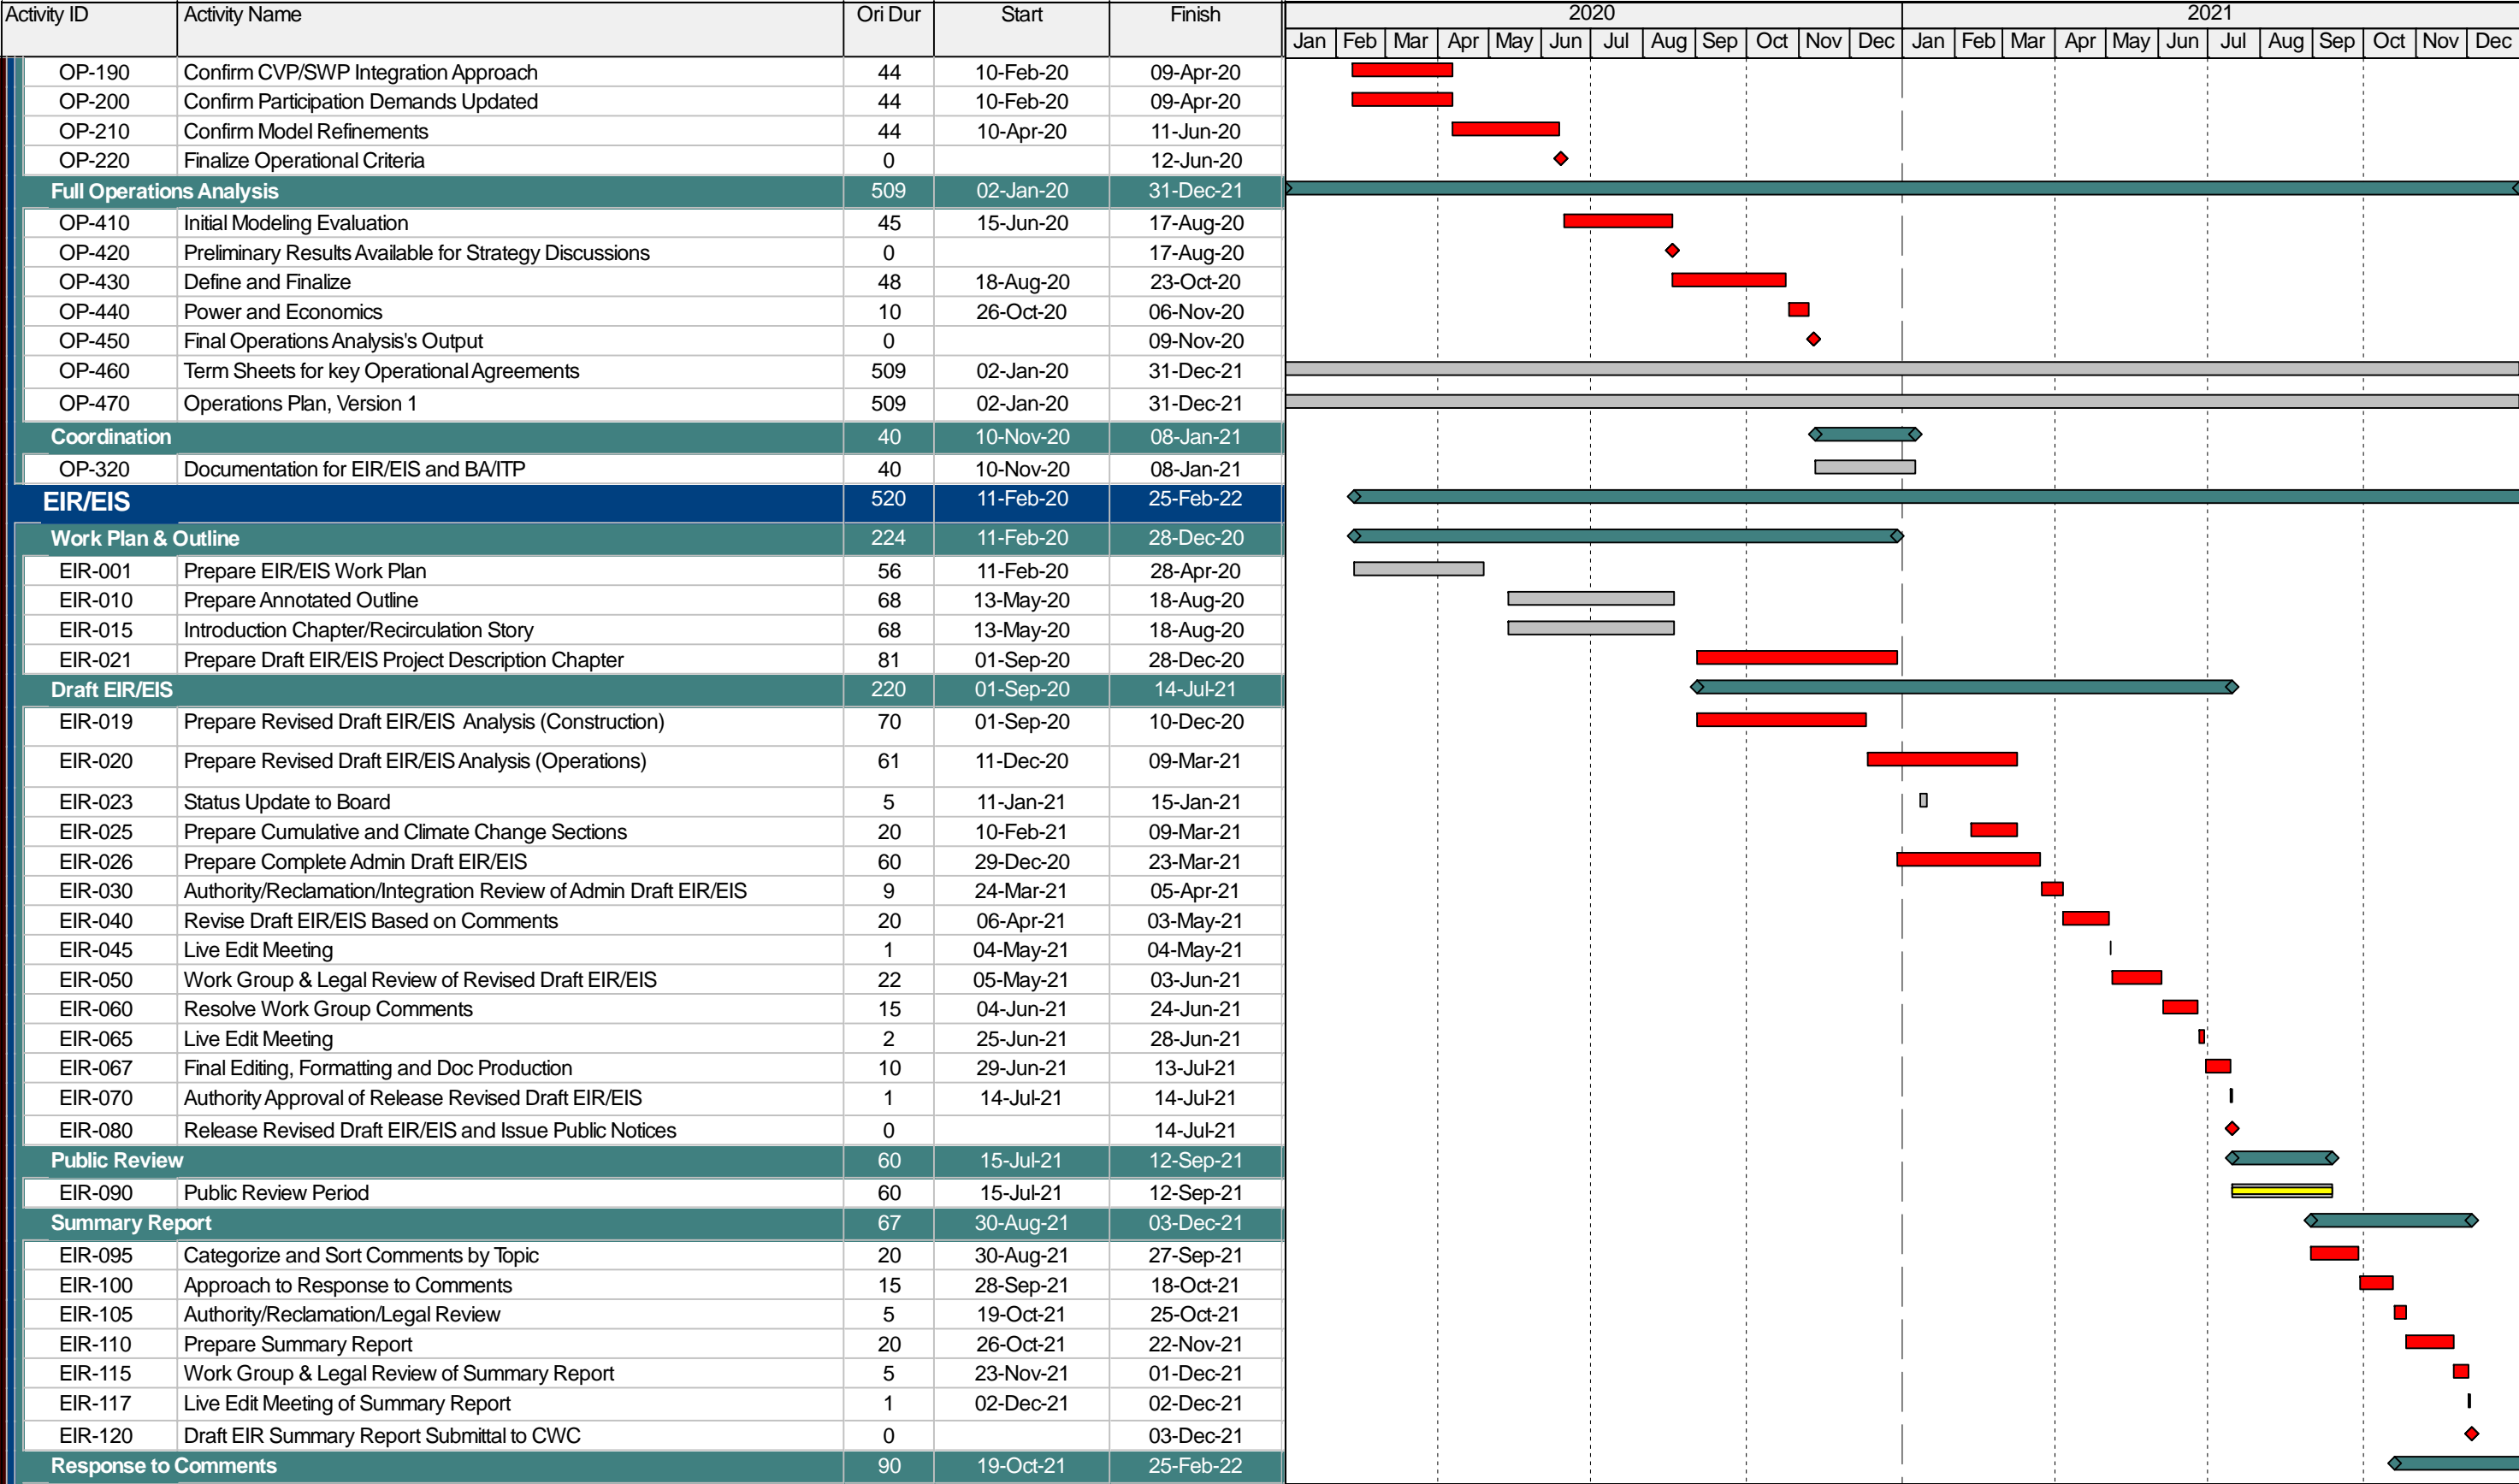 Activity ID Activity Name Ori Dur Start Finish 2020 2021
Jan Feb Mar Apr May Jun Jul Aug Sep Oct Nov Dec Jan Feb Mar Apr May Jun Jul Aug Sep Oct Nov Dec
OP-190 Confirm CVP/SWP Integration Approach 44 10-Feb-20 09-Apr-20
OP-200 Confirm Participation Demands Updated 44 10-Feb-20 09-Apr-20
OP-210 Confirm Model Refinements 44 10-Apr-20 11-Jun-20
OP-220 Finalize Operational Criteria 0 12-Jun-20
Full Operations Analysis 509 02-Jan-20 31-Dec-21
OP-410 Initial Modeling Evaluation 45 15-Jun-20 17-Aug-20
OP-420 Preliminary Results Available for Strategy Discussions 0 17-Aug-20
OP-430 Define and Finalize 48 18-Aug-20 23-Oct-20
OP-440 Power and Economics 10 26-Oct-20 06-Nov-20
OP-450 Final Operations Analysis's Output 0 09-Nov-20
OP-460 Term Sheets for key Operational Agreements 509 02-Jan-20 31-Dec-21
OP-470 Operations Plan, Version 1 509 02-Jan-20 31-Dec-21
Coordination 40 10-Nov-20 08-Jan-21
OP-320 Documentation for EIR/EIS and BA/ITP 40 10-Nov-20 08-Jan-21
EIR/EIS 520 11-Feb-20 25-Feb-22
Work Plan & Outline 224 11-Feb-20 28-Dec-20
EIR-001 Prepare EIR/EIS Work Plan 56 11-Feb-20 28-Apr-20
EIR-010 Prepare Annotated Outline 68 13-May-20 18-Aug-20
EIR-015 Introduction Chapter/Recirculation Story 68 13-May-20 18-Aug-20
EIR-021 Prepare Draft EIR/EIS Project Description Chapter 81 01-Sep-20 28-Dec-20
Draft EIR/EIS 220 01-Sep-20 14-Jul-21
EIR-019 Prepare Revised Draft EIR/EIS Analysis (Construction) 70 01-Sep-20 10-Dec-20
EIR-020 Prepare Revised Draft EIR/EIS Analysis (Operations) 61 11-Dec-20 09-Mar-21
EIR-023 Status Update to Board 5 11-Jan-21 15-Jan-21
EIR-025 Prepare Cumulative and Climate Change Sections 20 10-Feb-21 09-Mar-21
EIR-026 Prepare Complete Admin Draft EIR/EIS 60 29-Dec-20 23-Mar-21
EIR-030 Authority/Reclamation/Integration Review of Admin Draft EIR/EIS 9 24-Mar-21 05-Apr-21
EIR-040 Revise Draft EIR/EIS Based on Comments 20 06-Apr-21 03-May-21
EIR-045 Live Edit Meeting 1 04-May-21 04-May-21
EIR-050 Work Group & Legal Review of Revised Draft EIR/EIS 22 05-May-21 03-Jun-21
EIR-060 Resolve Work Group Comments 15 04-Jun-21 24-Jun-21
EIR-065 Live Edit Meeting 2 25-Jun-21 28-Jun-21
EIR-067 Final Editing, Formatting and Doc Production 10 29-Jun-21 13-Jul-21
EIR-070 Authority Approval of Release Revised Draft EIR/EIS 1 14-Jul-21 14-Jul-21
EIR-080 Release Revised Draft EIR/EIS and Issue Public Notices 0 14-Jul-21
Public Review 60 15-Jul-21 12-Sep-21
EIR-090 Public Review Period 60 15-Jul-21 12-Sep-21
Summary Report 67 30-Aug-21 03-Dec-21
EIR-095 Categorize and Sort Comments by Topic 20 30-Aug-21 27-Sep-21
EIR-100 Approach to Response to Comments 15 28-Sep-21 18-Oct-21
EIR-105 Authority/Reclamation/Legal Review 5 19-Oct-21 25-Oct-21
EIR-110 Prepare Summary Report 20 26-Oct-21 22-Nov-21
EIR-115 Work Group & Legal Review of Summary Report 5 23-Nov-21 01-Dec-21
EIR-117 Live Edit Meeting of Summary Report 1 02-Dec-21 02-Dec-21
EIR-120 Draft EIR Summary Report Submittal to CWC 0 03-Dec-21
Response to Comments 90 19-Oct-21 25-Feb-22